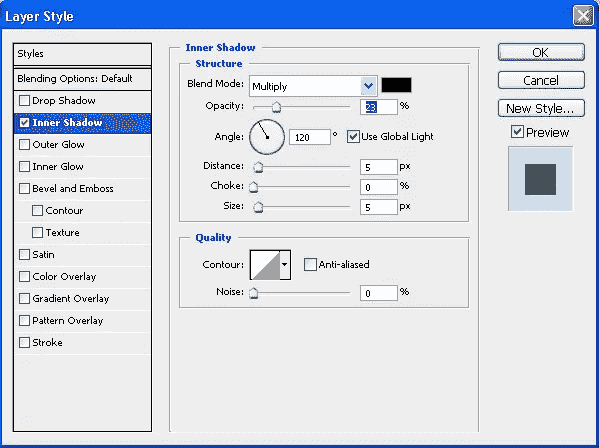 Layer Style
Styles
Blending Options: Default
Drop Shadow
Inner Shadow
Outer Glow
Inner Glow
Bevel and Emboss
Contour
Texture
Satin
Color Overlay
Gradient Overlay
Pattern Overlay
Stroke
Inner Shadow
Structure
Blend Mode: Multiply
Opacity: 23 %
Angle: 120 ° Use Global Light
Distance: 5 px
Choke: 0 %
Size: 5 px
Quality
Contour: Anti-aliased
Noise: 0 %
OK
Cancel
New Style...
Preview